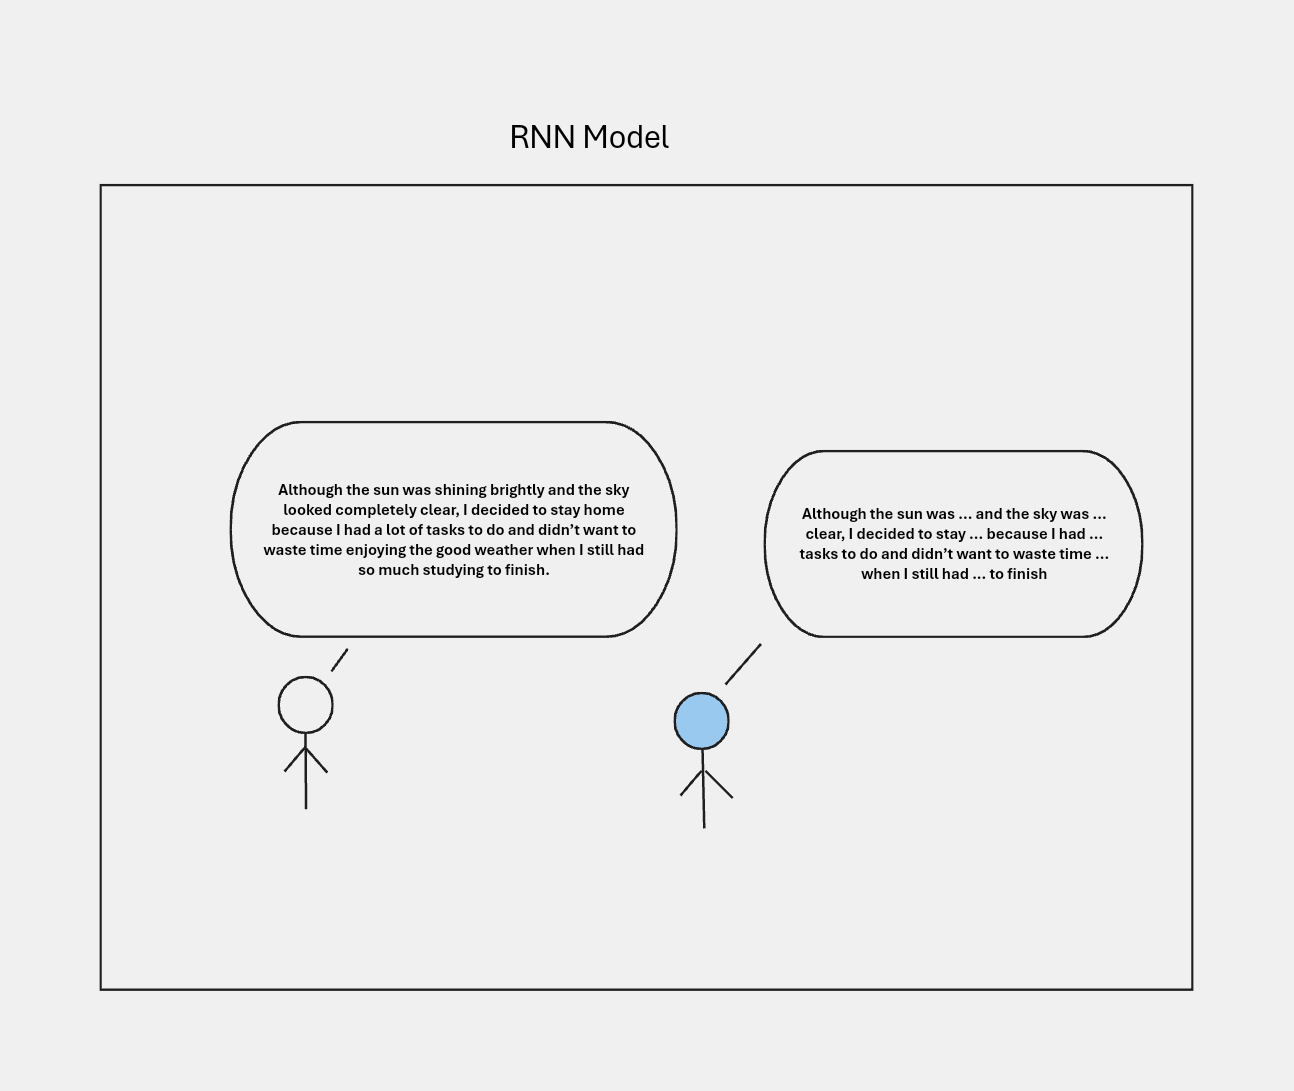 RNN Model
Although the sun was shining brightly and the sky
looked completely clear, I decided to stay home
because I had a lot of tasks to do and didn’t want to
waste time enjoying the good weather when I still had
so much studying to finish.
Although the sun was ... and the sky was ...
clear, I decided to stay ... because I had ...
tasks to do and didn’t want to waste time ...
when I still had ... to finish